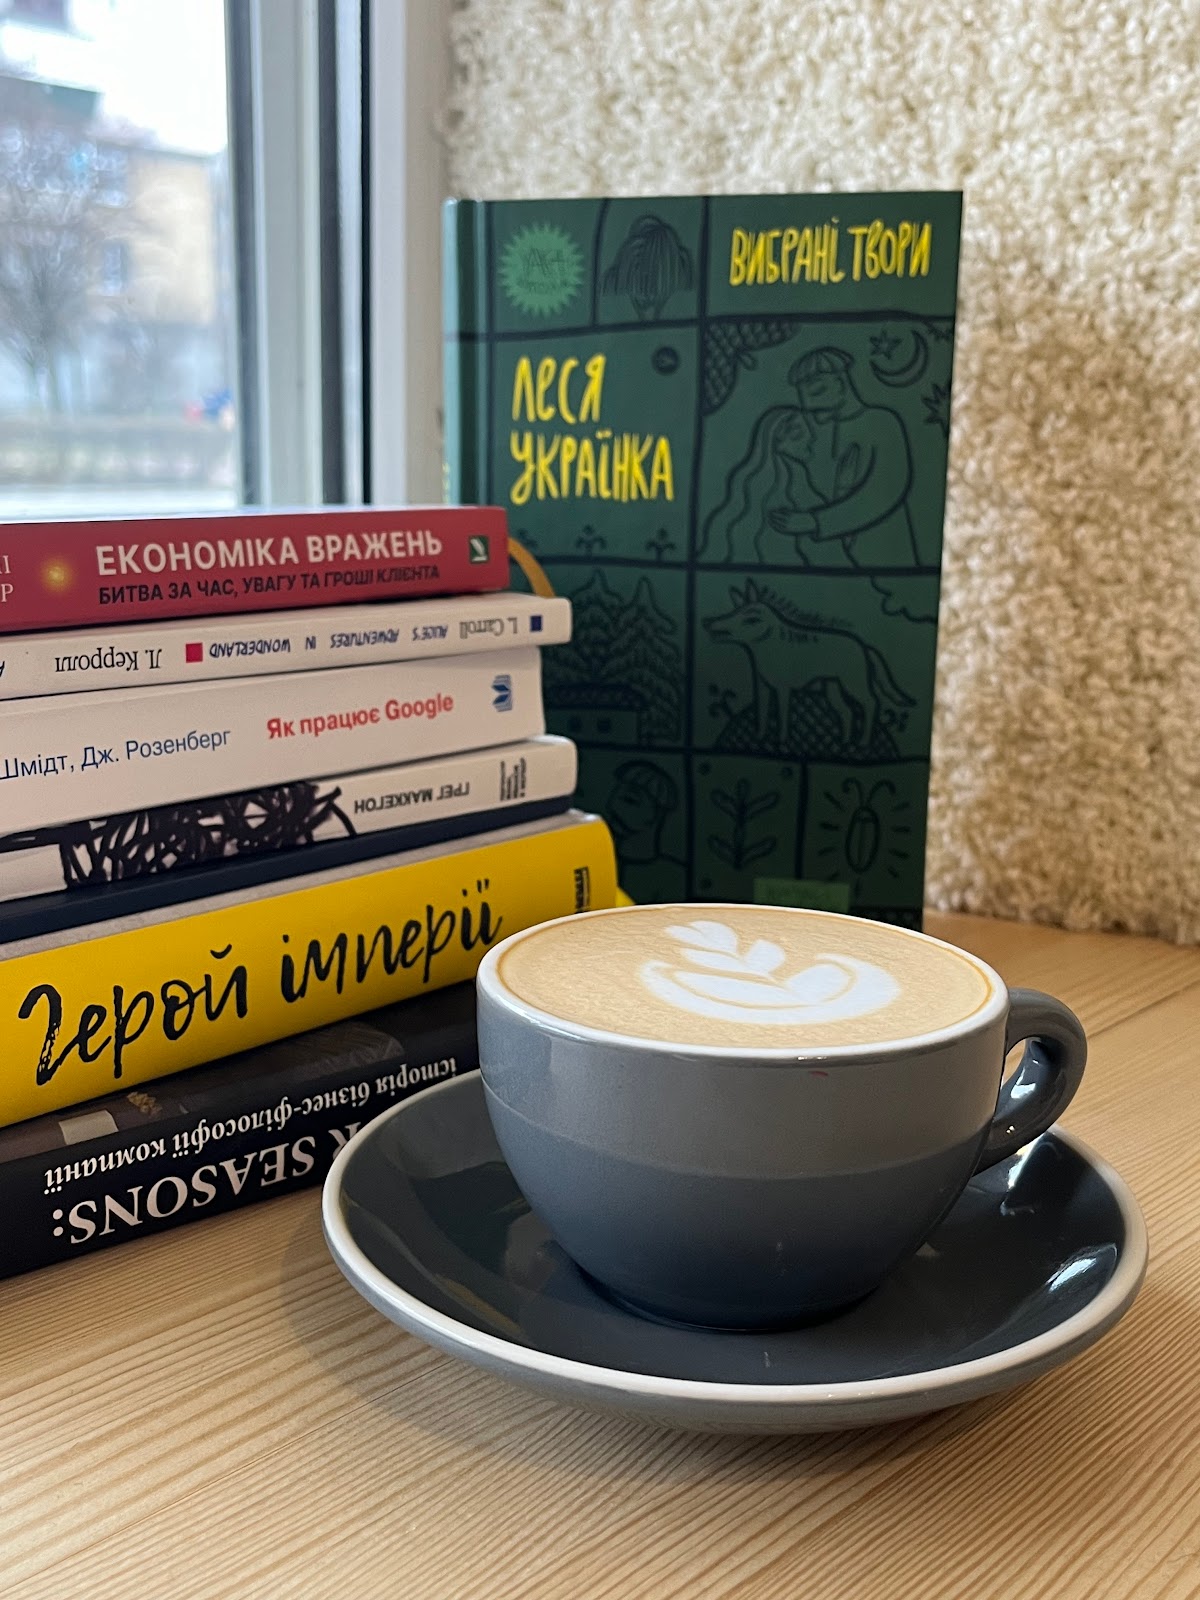 ВИБРАНІ ТВОРИ
ЛЕСЯ
УКРАЇНКА
ЕКОНОМІКА ВРАЖЕНЬ
БИТВА ЗА ЧАС, УВАГУ ТА ГРОШІ КЛІЄНТА
L. Carroll ALICE'S ADVENTURES IN WONDERLAND Л. Керролл
Шмідт, Дж. Розенберг Як працює Google
ГРЕГ МАККЕГОН
Герой імперії
SEASONS:
історія бізнес-філософії компанії